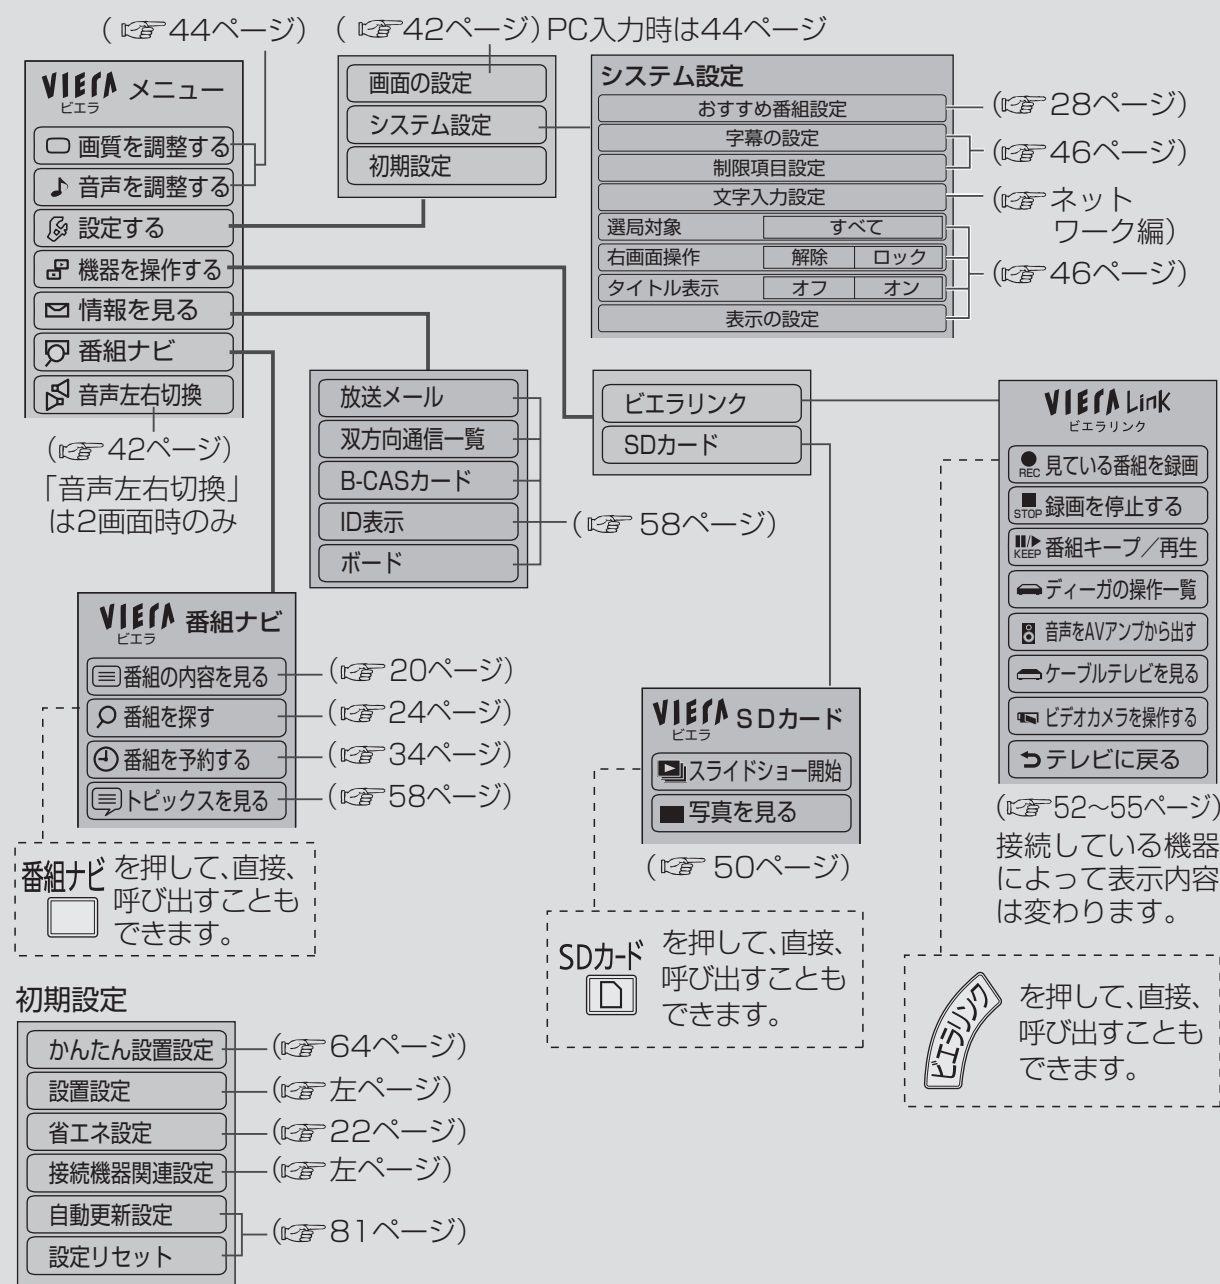 (☞44ページ)
(☞42ページ) PC入力時は44ページ
VIERA メニュー
ビエラ
画質を調整する
音声を調整する
設定する
機器を操作する
情報を見る
番組ナビ
音声左右切換
(☞42ページ)
「音声左右切換」
は2画面時のみ
画面の設定
システム設定
初期設定
システム設定
おすすめ番組設定
字幕の設定
制限項目設定
文字入力設定
選局対象 すべて
右画面操作 解除 ロック
タイトル表示 オフ オン
表示の設定
(☞28ページ)
(☞46ページ)
(☞ネット
ワーク編)
(☞46ページ)
放送メール
双方向通信一覧
B-CASカード
ID表示
ボード
(☞58ページ)
ビエラリンク
SDカード
VIERA Link
ビエラリンク
REC 見ている番組を録画
STOP 録画を停止する
KEEP 番組キープ/再生
ディーガの操作一覧
音声をAVアンプから出す
ケーブルテレビを見る
ビデオカメラを操作する
テレビに戻る
(☞52~55ページ)
接続している機器
によって表示内容
は変わります。
VIERA 番組ナビ
ビエラ
番組の内容を見る
番組を探す
番組を予約する
トピックスを見る
(☞20ページ)
(☞24ページ)
(☞34ページ)
(☞58ページ)
番組ナビ を押して、直接、
呼び出すことも
できます。
VIERA SDカード
ビエラ
スライドショー開始
写真を見る
(☞50ページ)
SDカード を押して、直接、
呼び出すことも
できます。
ビエラリンク を押して、直接、
呼び出すことも
できます。
初期設定
かんたん設置設定
設置設定
省エネ設定
接続機器関連設定
自動更新設定
設定リセット
(☞64ページ)
(☞左ページ)
(☞22ページ)
(☞左ページ)
(☞81ページ)